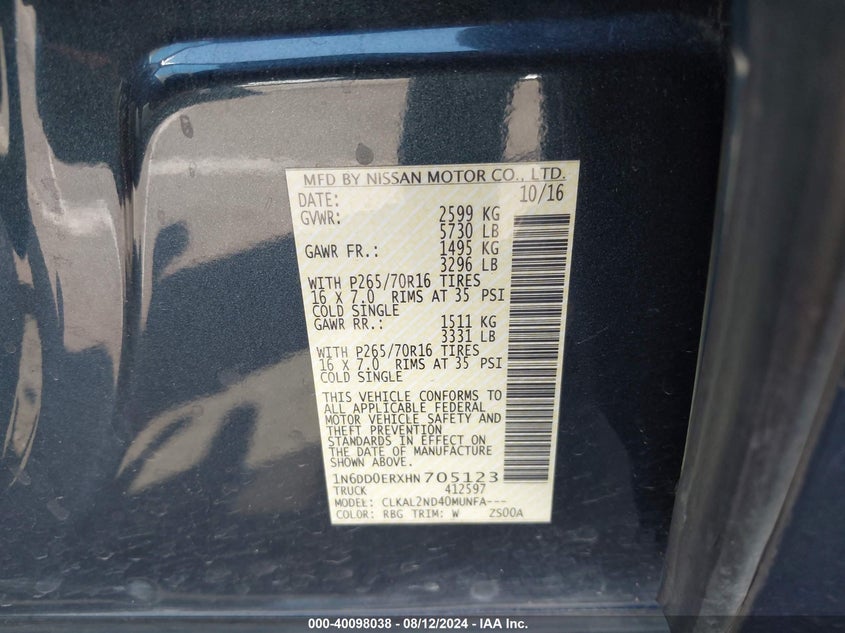 MFD BY NISSAN MOTOR CO., LTD.
DATE: 10/16
GVWR: 2599 KG
5730 LB
GAWR FR.: 1495 KG
3296 LB
WITH P265/70R16 TIRES
16 X 7.0 RIMS AT 35 PSI
COLD SINGLE
GAWR RR.: 1511 KG
3331 LB
WITH P265/70R16 TIRES
16 X 7.0 RIMS AT 35 PSI
COLD SINGLE
THIS VEHICLE CONFORMS TO
ALL APPLICABLE FEDERAL
MOTOR VEHICLE SAFETY AND
THEFT PREVENTION
STANDARDS IN EFFECT ON
THE DATE OF MANUFACTURE
SHOWN ABOVE.
1N6DD0ERXHN705123
TRUCK 412597
MODEL: CLKAL2ND40MUNFA---
COLOR: RBG TRIM: W ZS00A
000-40098038 - 08/12/2024 - IAA Inc.